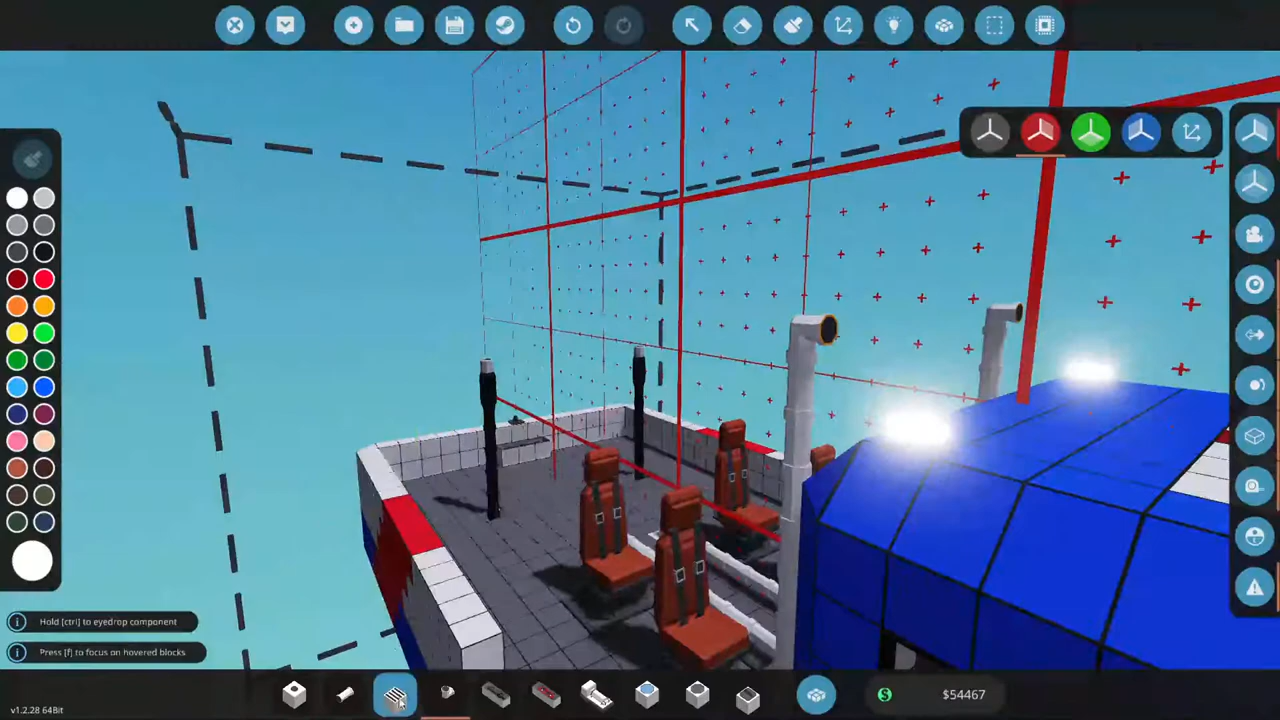 Hold [ctrl] to eyedrop component
Press [f] to focus on hovered blocks
v1.2.28 64Bit
$ $54467